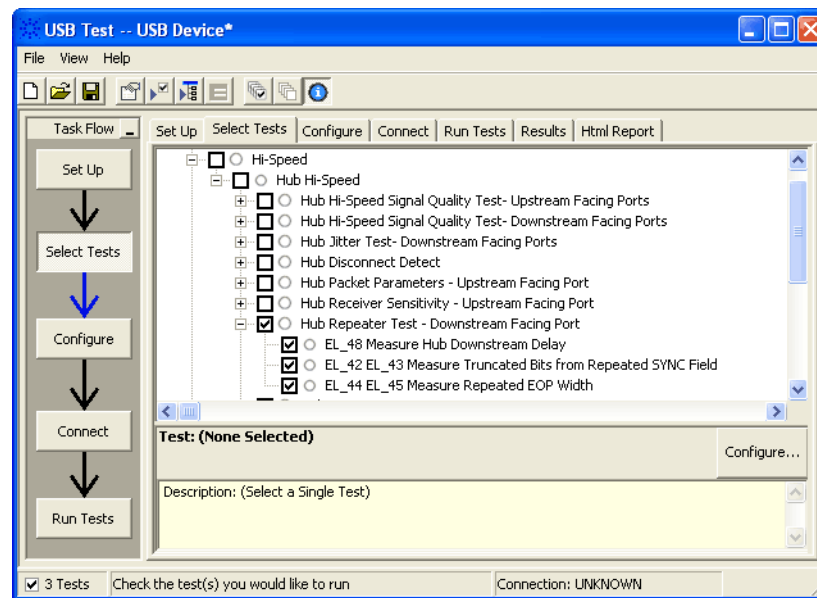 USB Test -- USB Device*
File View Help
Task Flow
Set Up Select Tests Configure Connect Run Tests Results Html Report
Set Up
Select Tests
Configure
Connect
Run Tests
Hi-Speed
Hub Hi-Speed
Hub Hi-Speed Signal Quality Test- Upstream Facing Ports
Hub Hi-Speed Signal Quality Test- Downstream Facing Ports
Hub Jitter Test- Downstream Facing Ports
Hub Disconnect Detect
Hub Packet Parameters - Upstream Facing Port
Hub Receiver Sensitivity - Upstream Facing Port
Hub Repeater Test - Downstream Facing Port
EL_48 Measure Hub Downstream Delay
EL_42 EL_43 Measure Truncated Bits from Repeated SYNC Field
EL_44 EL_45 Measure Repeated EOP Width
Test: (None Selected)
Configure...
Description: (Select a Single Test)
3 Tests Check the test(s) you would like to run Connection: UNKNOWN